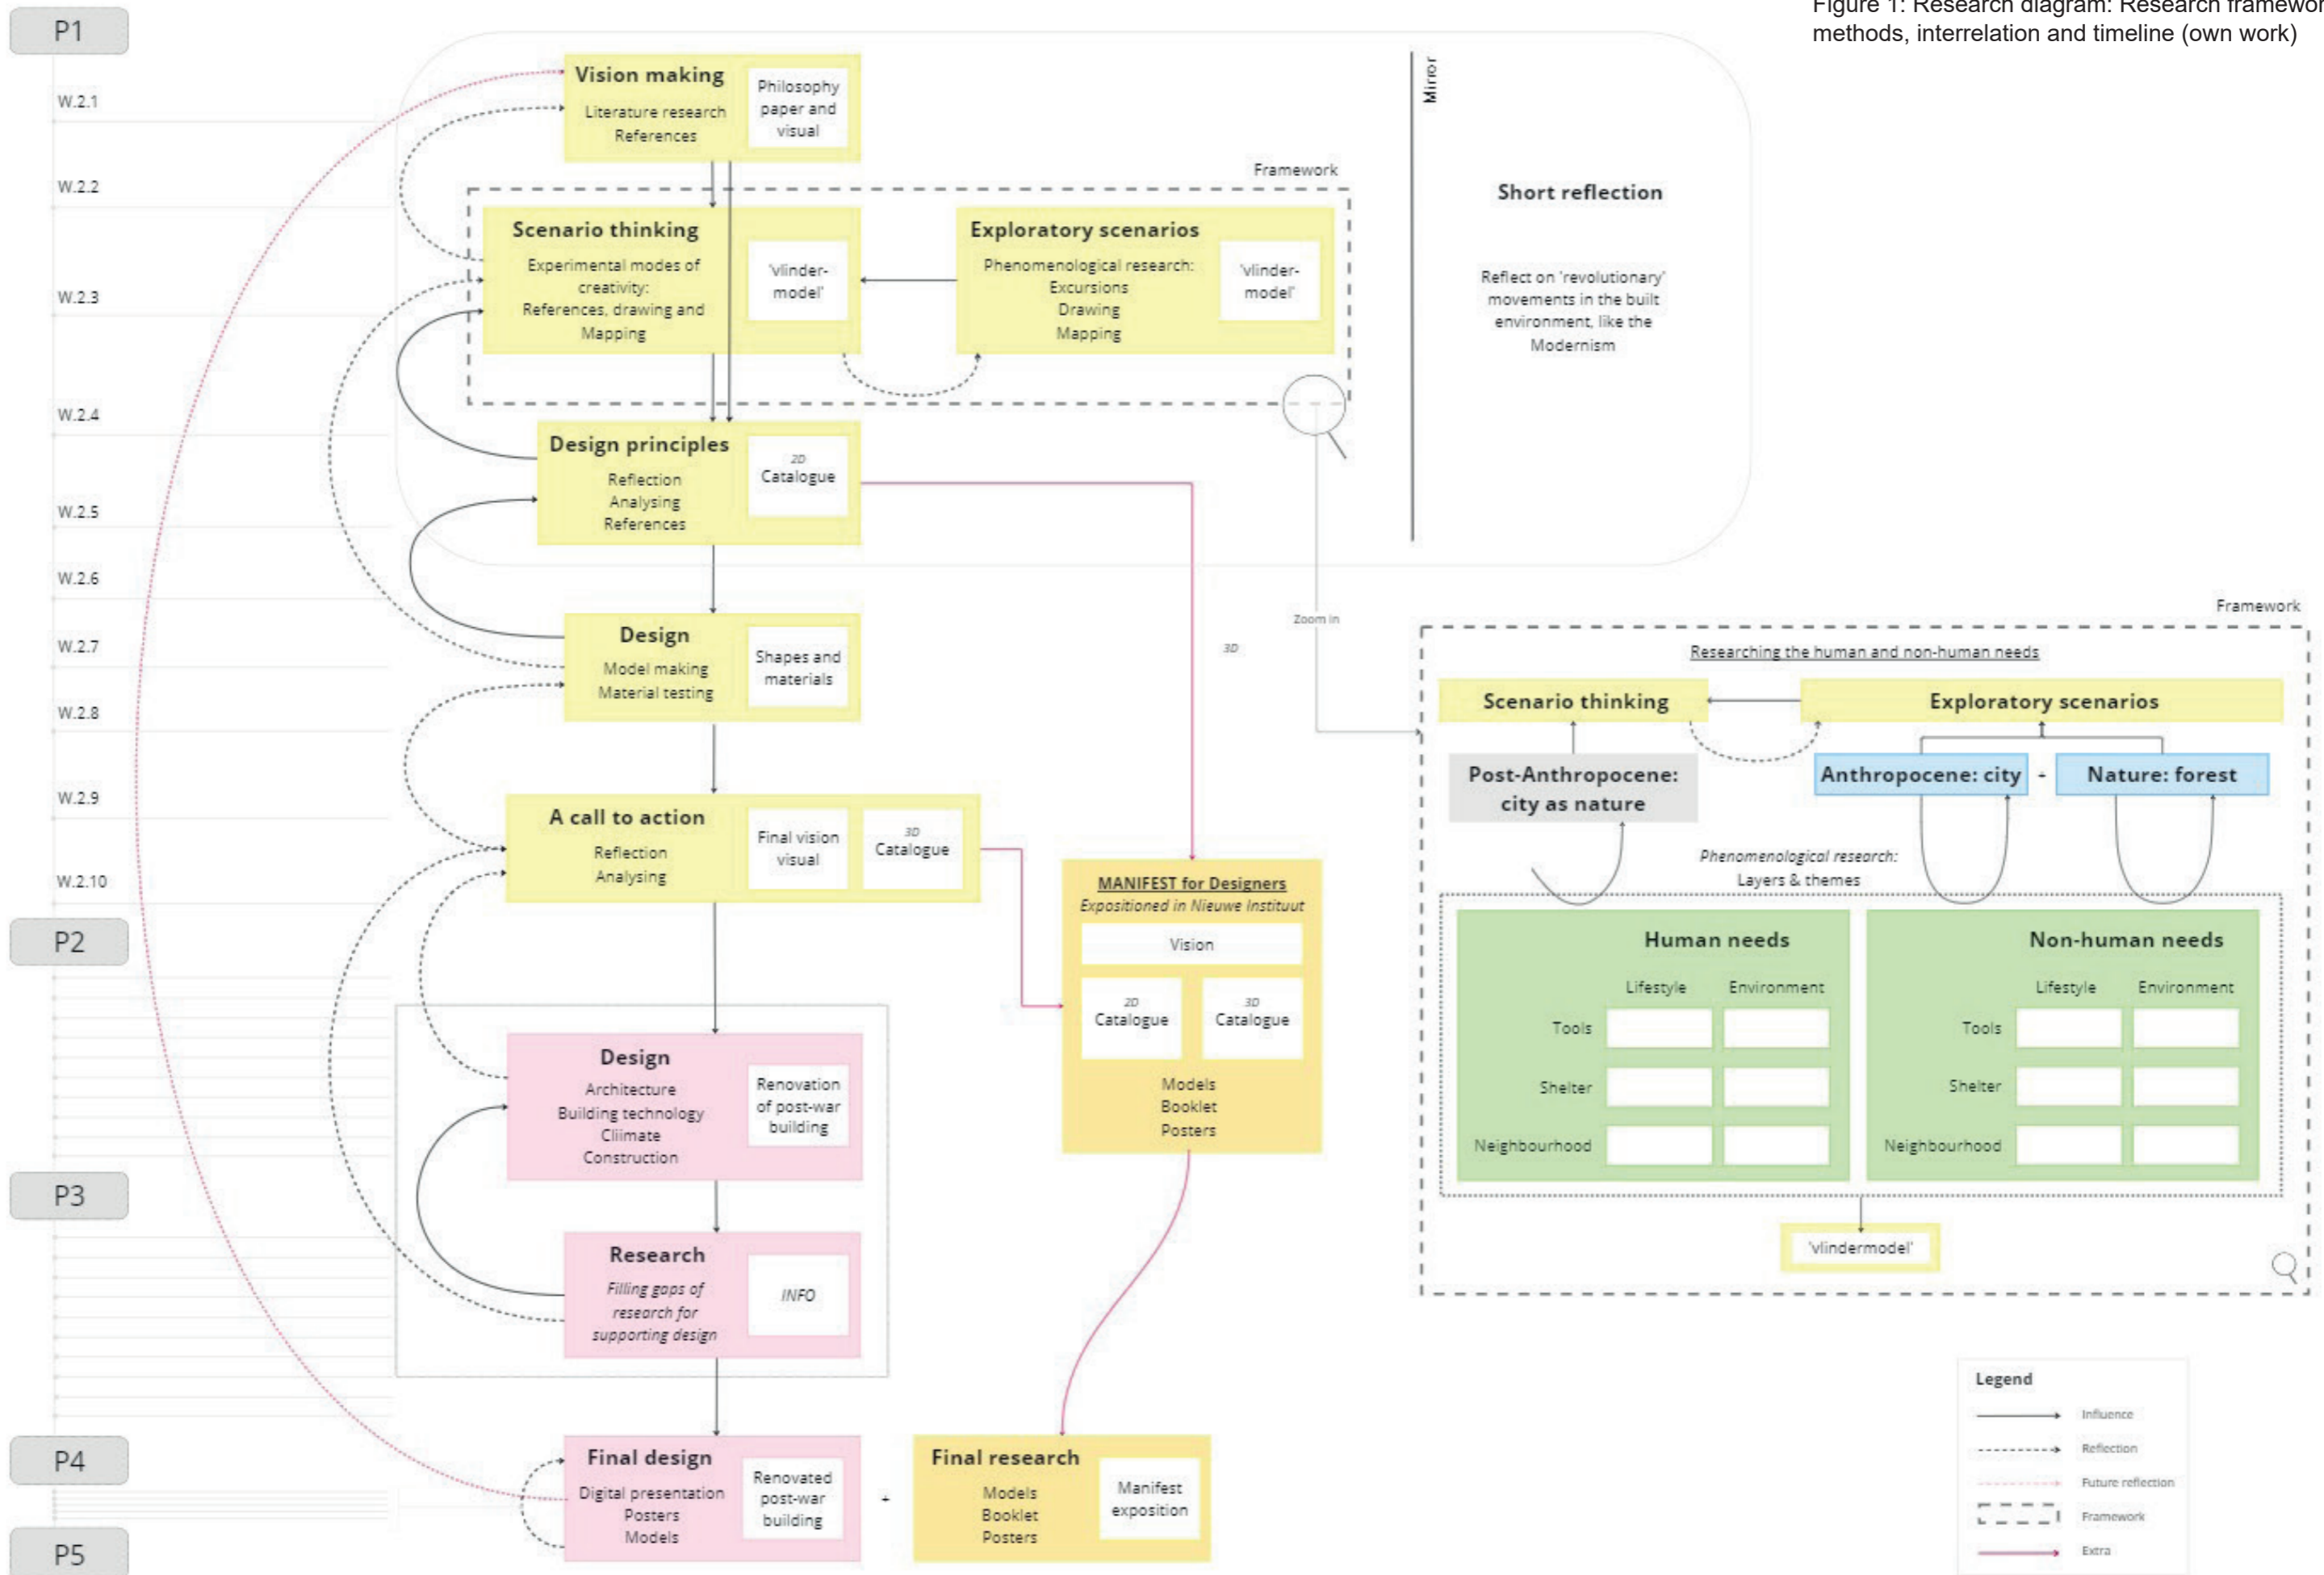 Figure 1: Research diagram: Research framework
methods, interrelation and timeline (own work)
P1
W.2.1
W.2.2
W.2.3
W.2.4
W.2.5
W.2.6
W.2.7
W.2.8
W.2.9
W.2.10
P2
P3
P4
P5
Vision making
Literature research
References
Philosophy
paper and
visual
Framework
Scenario thinking
Experimental modes of
creativity:
References, drawing and
Mapping
'vlinder-
model'
Exploratory scenarios
Phenomenological research:
Excursions
Drawing
Mapping
'vlinder-
model'
Mirror
Short reflection
Reflect on 'revolutionary'
movements in the built
environment, like the
Modernism
Design principles
Reflection
Analysing
References
2D
Catalogue
Design
Model making
Material testing
Shapes and
materials
3D
Zoom in
A call to action
Reflection
Analysing
Final vision
visual
3D
Catalogue
MANIFEST for Designers
Expositioned in Nieuwe Instituut
Vision
2D
Catalogue
3D
Catalogue
Models
Booklet
Posters
Design
Architecture
Building technology
Cliimate
Construction
Renovation
of post-war
building
Research
Filling gaps of
research for
supporting design
INFO
Final design
Digital presentation
Posters
Models
Renovated
post-war
building
+
Final research
Models
Booklet
Posters
Manifest
exposition
Framework
Researching the human and non-human needs
Scenario thinking
Exploratory scenarios
Post-Anthropocene:
city as nature
Anthropocene: city
-
Nature: forest
Phenomenological research:
Layers & themes
Human needs
Lifestyle Environment
Tools
Shelter
Neighbourhood
Non-human needs
Lifestyle Environment
Tools
Shelter
Neighbourhood
'vlindermodel'
Legend
Influence
Reflection
Future reflection
Framework
Extra